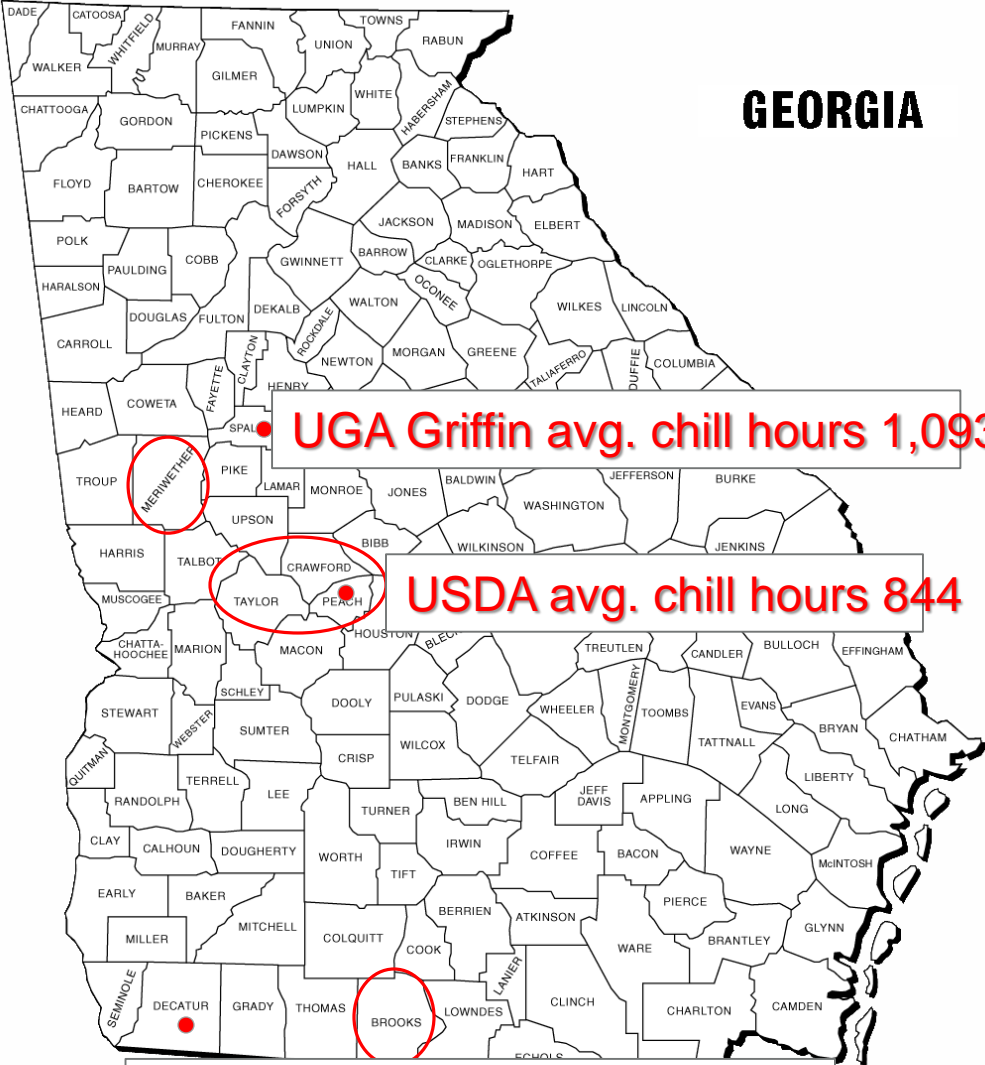 DADE
CATOOSA
WHITFIELD
MURRAY
FANNIN
TOWNS
UNION
RABUN
WALKER
GILMER
WHITE
LUMPKIN
HABERSHAM
STEPHENS
CHATTOOGA
GORDON
PICKENS
GEORGIA
DAWSON
HALL
BANKS
FRANKLIN
HART
FLOYD
BARTOW
CHEROKEE
FORSYTH
JACKSON
MADISON
ELBERT
POLK
PAULDING
COBB
GWINNETT
BARROW
CLARKE
OGLETHORPE
OCONEE
HARALSON
DOUGLAS
FULTON
DEKALB
ROCKDALE
WALTON
WILKES
LINCOLN
CARROLL
CLAYTON
NEWTON
MORGAN
GREENE
TALIAFERRO
DUFFIE
COLUMBIA
HEARD
COWETA
FAYETTE
HENRY
SPAL
UGA Griffin avg. chill hours 1,093
TROUP
MERIWETHER
PIKE
LAMAR
MONROE
JONES
BALDWIN
WASHINGTON
JEFFERSON
BURKE
UPSON
HARRIS
TALBOT
CRAWFORD
BIBB
WILKINSON
JENKINS
MUSCOGEE
TAYLOR
PEACH
USDA avg. chill hours 844
CHATTA-
HOOCHEE
MARION
MACON
HOUSTON
BLEC
TREUTLEN
CANDLER
BULLOCH
EFFINGHAM
STEWART
WEBSTER
SCHLEY
SUMTER
DOOLY
PULASKI
DODGE
WHEELER
MONTGOMERY
TOOMBS
EVANS
TATTNALL
BRYAN
CHATHAM
QUITMAN
CRISP
WILCOX
TELFAIR
LIBERTY
RANDOLPH
TERRELL
LEE
TURNER
BEN HILL
JEFF
DAVIS
APPLING
LONG
CLAY
CALHOUN
DOUGHERTY
WORTH
IRWIN
COFFEE
BACON
WAYNE
McINTOSH
EARLY
BAKER
TIFT
BERRIEN
ATKINSON
PIERCE
MILLER
MITCHELL
COLQUITT
COOK
WARE
BRANTLEY
GLYNN
SEMINOLE
DECATUR
GRADY
THOMAS
BROOKS
LOWNDES
LANIER
CLINCH
CHARLTON
CAMDEN
ECHOLS